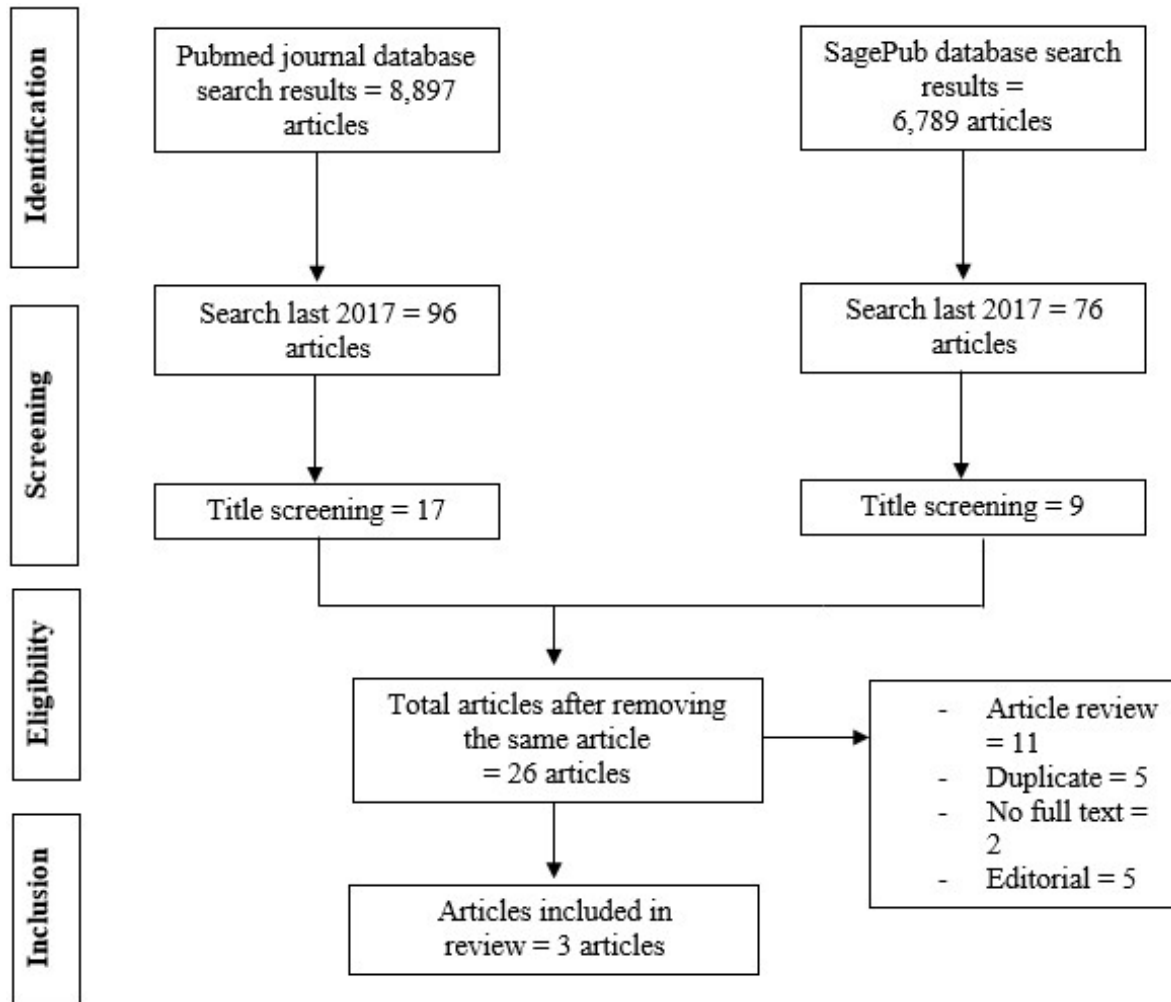 Identification
Pubmed journal database
search results = 8,897
articles
SagePub database search
results =
6,789 articles
Screening
Search last 2017 = 96
articles
Search last 2017 = 76
articles
Title screening = 17
Title screening = 9
Eligibility
Total articles after removing
the same article
= 26 articles
- Article review
= 11
- Duplicate = 5
- No full text =
2
- Editorial = 5
Inclusion
Articles included in
review = 3 articles